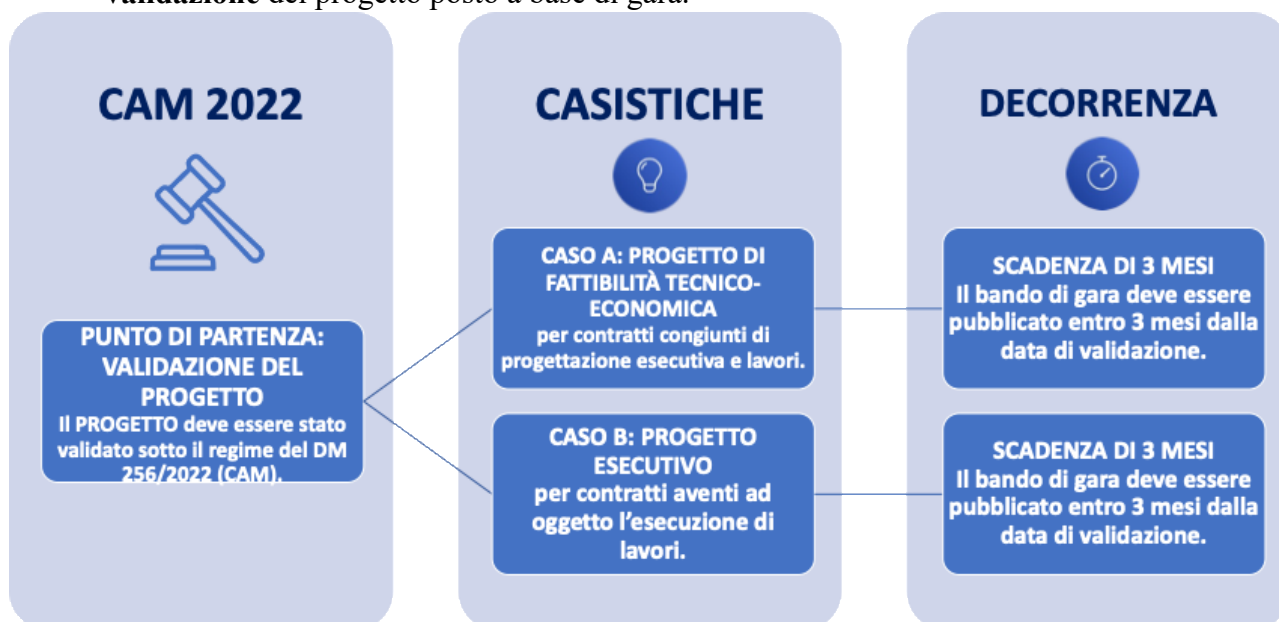 validazione del progetto posto a base di gara.
CAM 2022
PUNTO DI PARTENZA:
VALIDAZIONE DEL
PROGETTO
Il PROGETTO deve essere stato
validato sotto il regime del DM
256/2022 (CAM).
CASISTICHE
CASO A: PROGETTO DI
FATTIBILITÀ TECNICO-
ECONOMICA
per contratti congiunti di
progettazione esecutiva e lavori.
CASO B: PROGETTO
ESECUTIVO
per contratti aventi ad
oggetto l'esecuzione di
lavori.
DECORRENZA
SCADENZA DI 3 MESI
Il bando di gara deve essere
pubblicato entro 3 mesi dalla
data di validazione.
SCADENZA DI 3 MESI
Il bando di gara deve essere
pubblicato entro 3 mesi dalla
data di validazione.